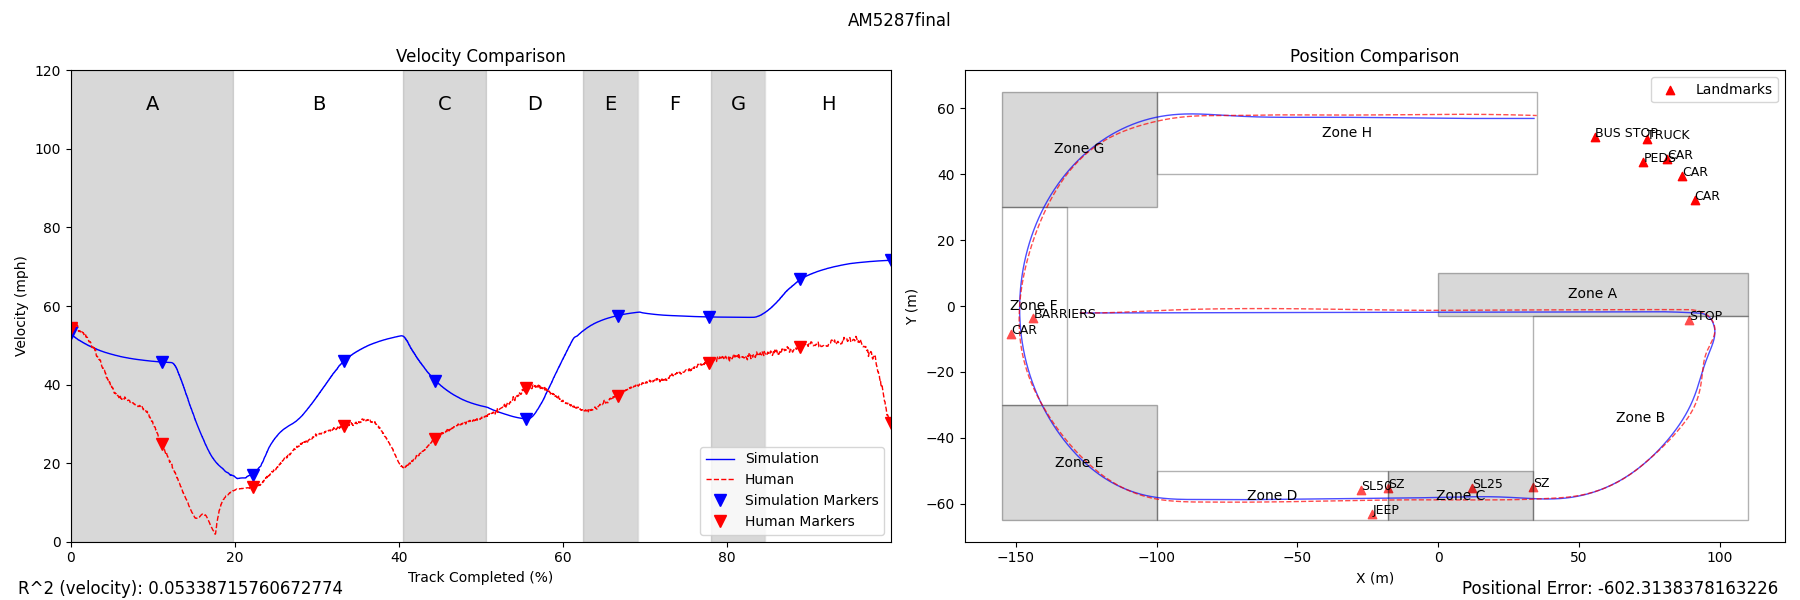 AM5287final
Velocity Comparison
Position Comparison
Velocity (mph)
120
100
80
60
40
20
0
A
B
C
D
E
F
G
H
Simulation
Human
Simulation Markers
Human Markers
0
20
40
60
80
Track Completed (%)
R^2 (velocity): 0.05338715760672774
Y (m)
60
40
20
0
−20
−40
−60
Landmarks
BUS STOP
TRUCK
PEDS
CAR
CAR
CAR
Zone G
Zone H
Zone A
Zone F
BARRIERS
CAR
STOP
Zone B
Zone E
Zone D
SL50
SZ
JEEP
Zone C
SL25
SZ
−150
−100
−50
0
50
100
X (m)
Positional Error: -602.3138378163226